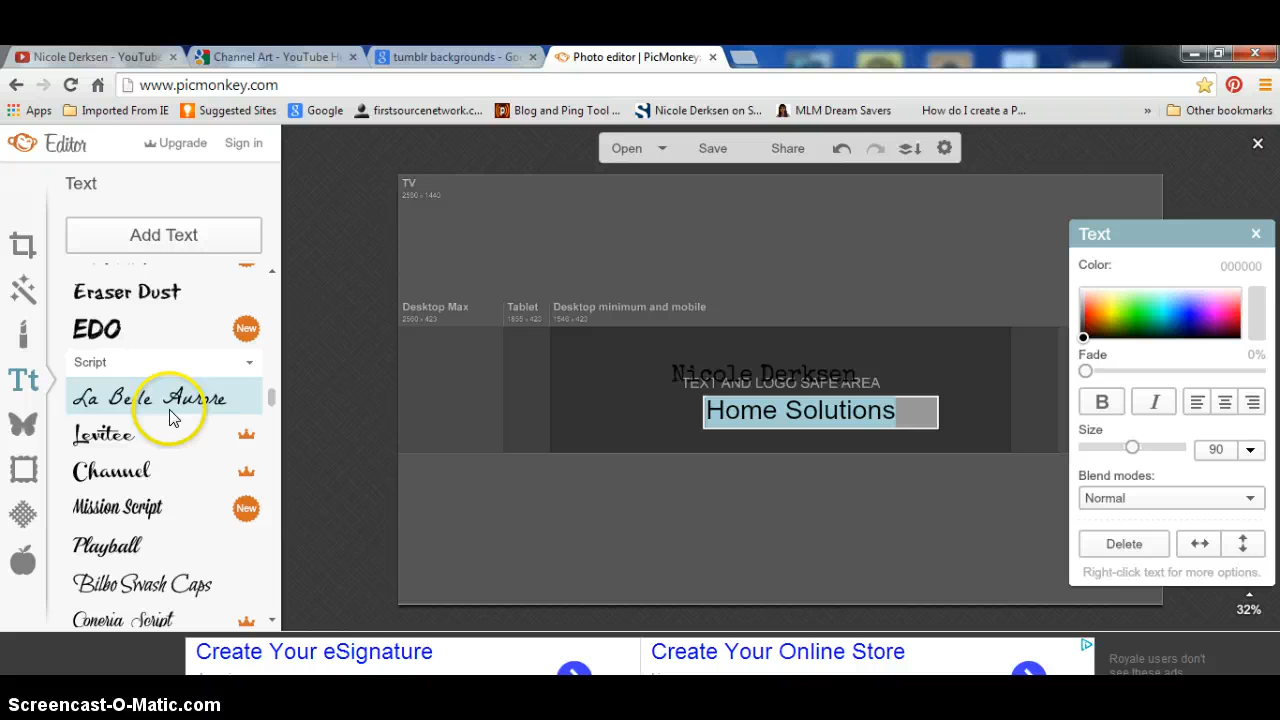 Nicole Derksen - YouTube
Channel Art - YouTube H
tumblr backgrounds - Go
Photo editor | PicMonkey
www.picmonkey.com
Apps
Imported From IE
Suggested Sites
Google
firstsourcenetwork.c...
Blog and Ping Tool ...
Nicole Derksen on S...
MLM Dream Savers
How do I create a P...
»
Other bookmarks
Editor
Upgrade
Sign in
Open
Save
Share
Text
Add Text
Eraser Dust
EDO
New
Script
La Belle Aurore
Levitee
Channel
Mission Script
New
Playball
Bilbo Swash Caps
Coneria Script
TV
2560 x 1440
Desktop Max
2560 x 423
Tablet
1855 x 423
Desktop minimum and mobile
1546 x 423
Nicole Derksen
TEXT AND LOGO SAFE AREA
Home Solutions
Text
Color:
000000
Fade
0%
B
I
Size
90
Blend modes:
Normal
Delete
Right-click text for more options.
32%
Create Your eSignature
Create Your Online Store
Royale users don't
see these ads
Screencast-O-Matic.com